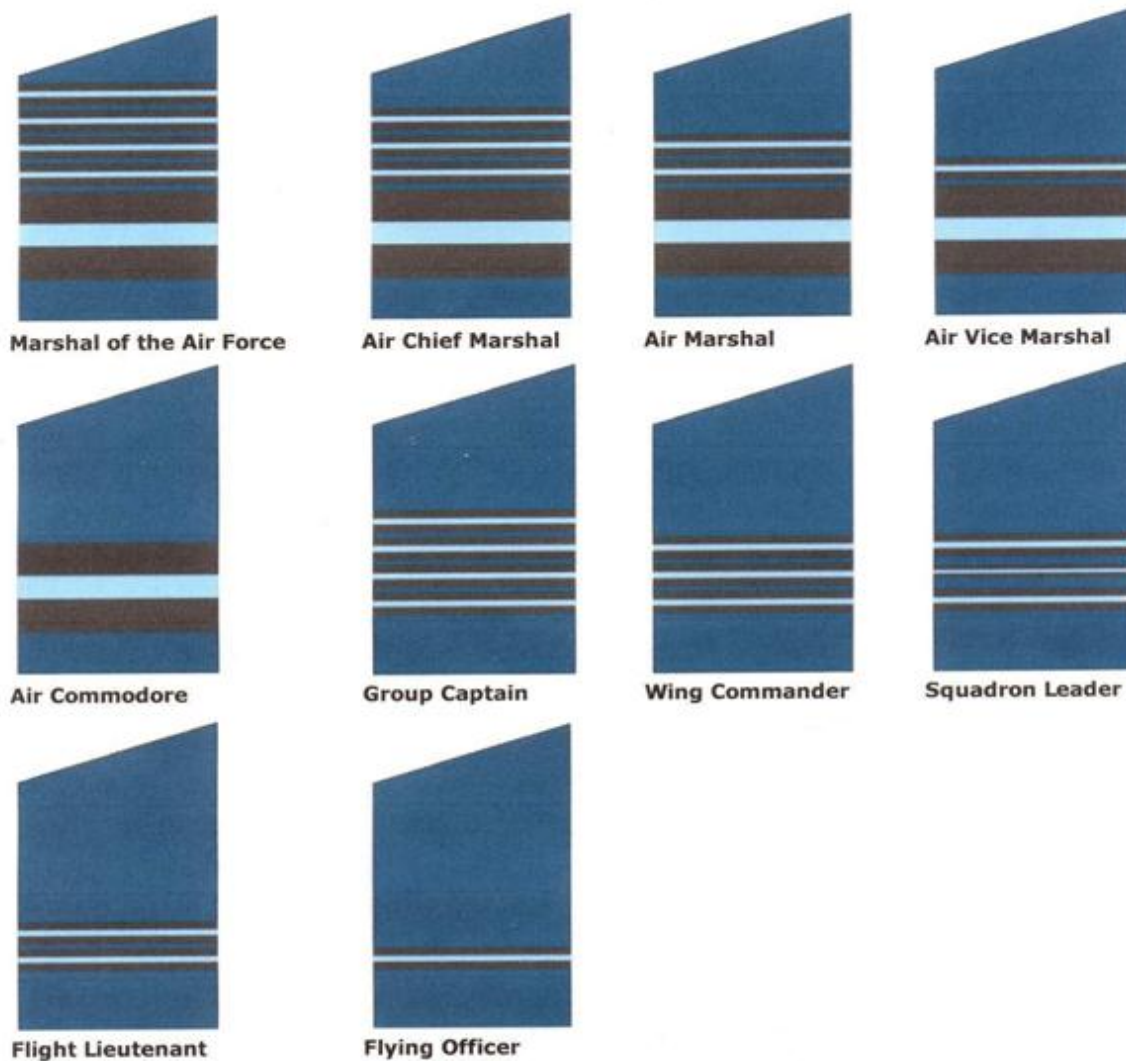 Marshal of the Air Force
Air Chief Marshal
Air Marshal
Air Vice Marshal
Air Commodore
Group Captain
Wing Commander
Squadron Leader
Flight Lieutenant
Flying Officer